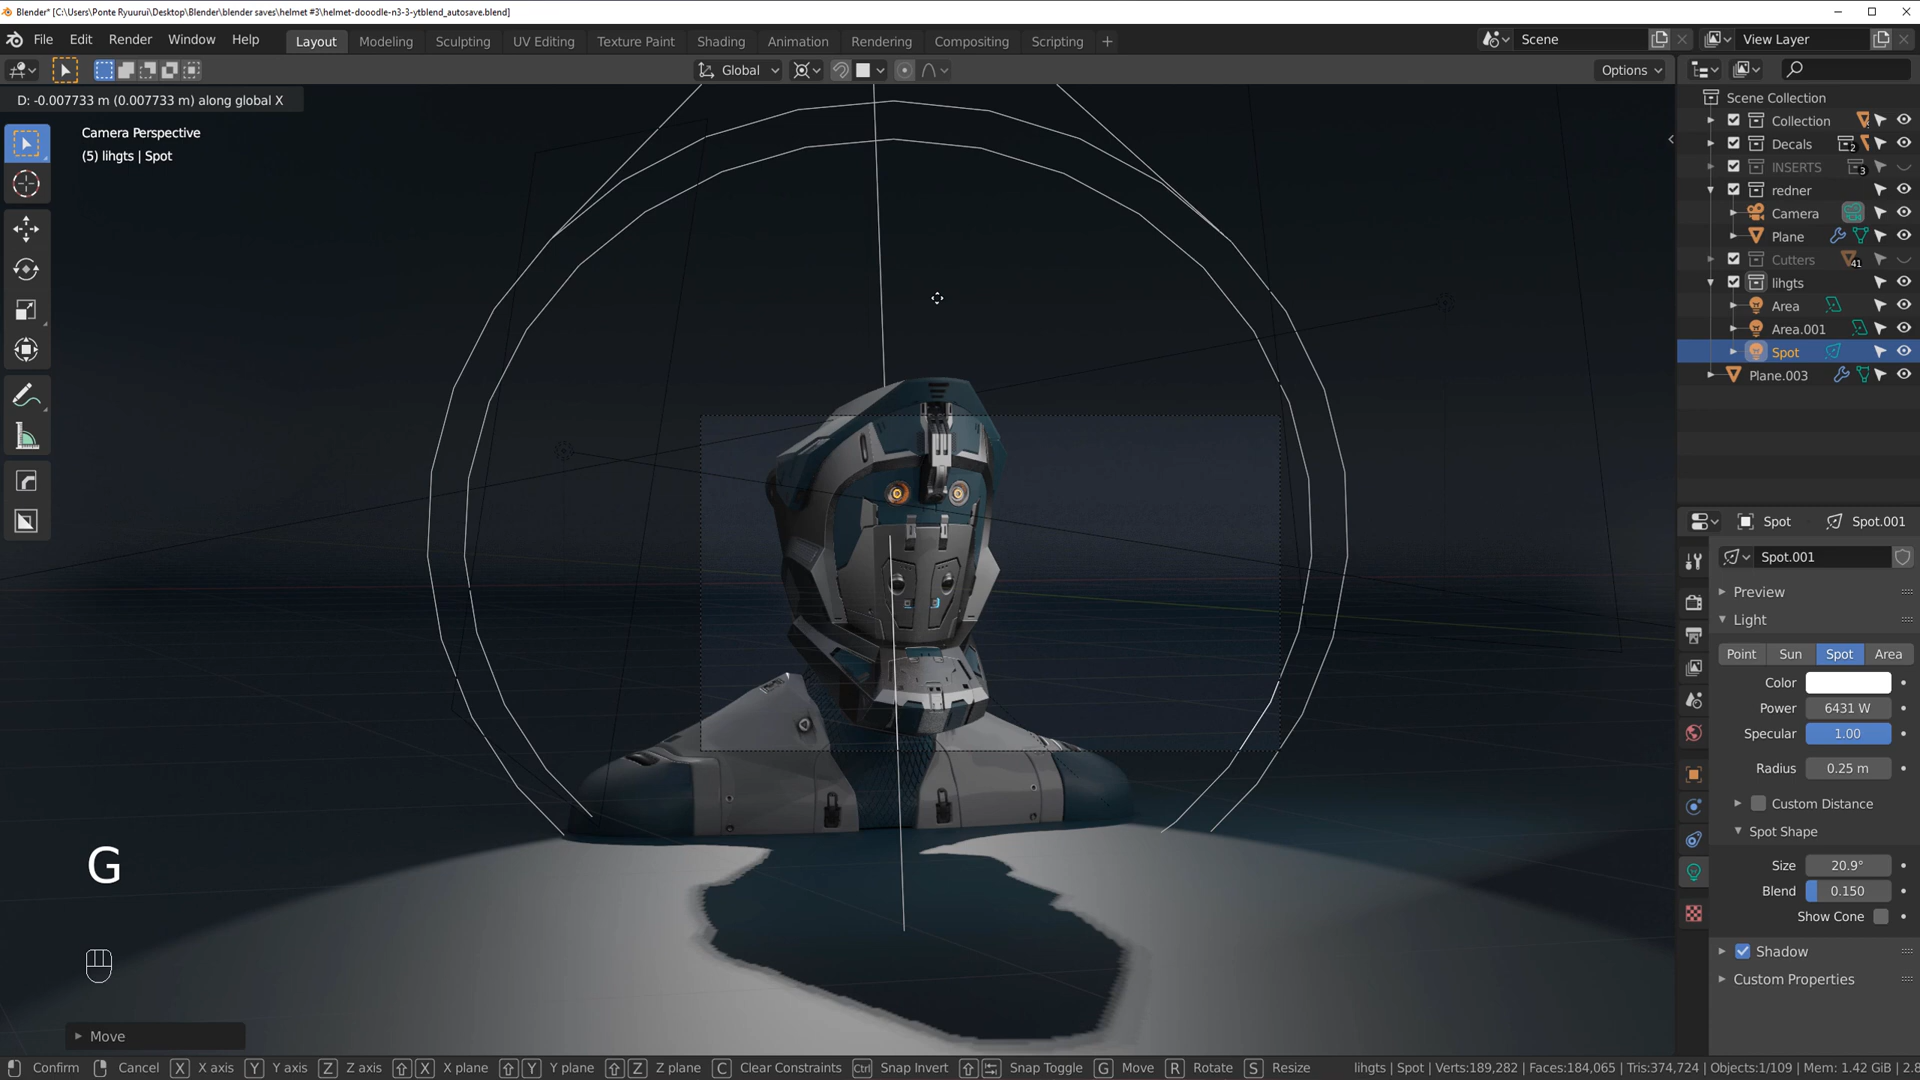 Blender* [C:\Users\Ponte Ryuurui\Desktop\Blender\blender saves\helmet #3\helmet-dooodle-n3-3-ytblend_autosave.blend]
File Edit Render Window Help Layout Modeling Sculpting UV Editing Texture Paint Shading Animation Rendering Compositing Scripting + Scene View Layer
Global Options
D: -0.007733 m (0.007733 m) along global X
Camera Perspective
(5) lihgts | Spot
Scene Collection
Collection
Decals 2
INSERTS 3
redner
Camera
Plane
Cutters 41
lihgts
Area
Area.001
Spot
Plane.003
Spot Spot.001
Spot.001
Preview
Light
Point Sun Spot Area
Color
Power 6431 W
Specular 1.00
Radius 0.25 m
Custom Distance
Spot Shape
Size 20.9°
Blend 0.150
Show Cone
Shadow
Custom Properties
G
Move
Confirm Cancel X X axis Y Y axis Z Z axis X X plane Y Y plane Z Z plane C Clear Constraints Ctrl Snap Invert Snap Toggle G Move R Rotate S Resize lihgts | Spot | Verts:189,282 | Faces:184,065 | Tris:374,724 | Objects:1/109 | Mem: 1.42 GiB | 2.8